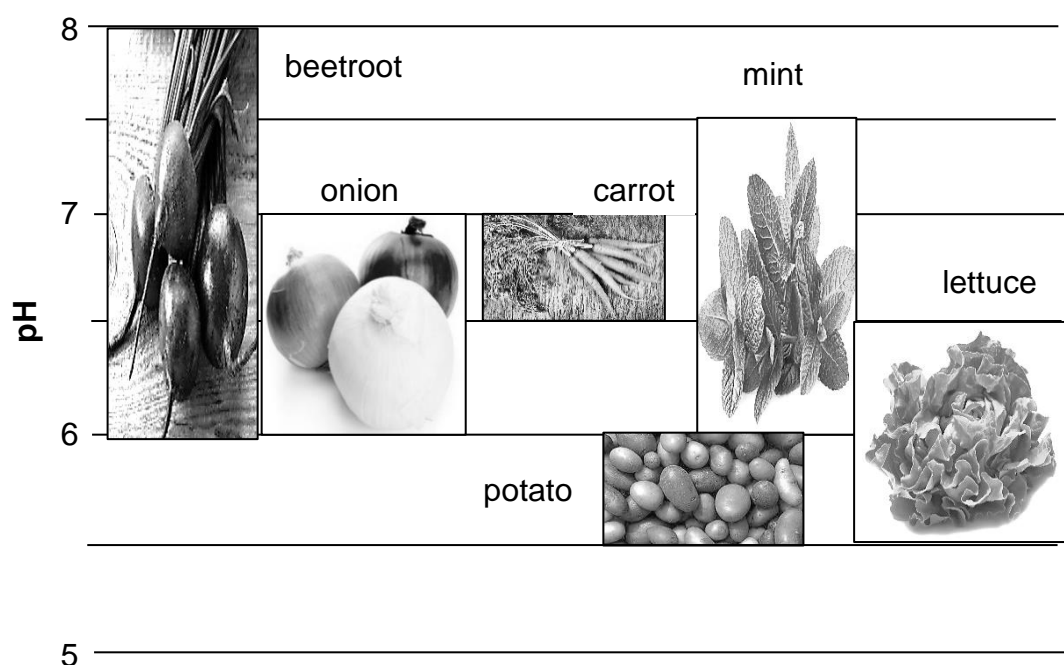 8
beetroot
mint
onion
carrot
7
lettuce
pH
6
potato
5